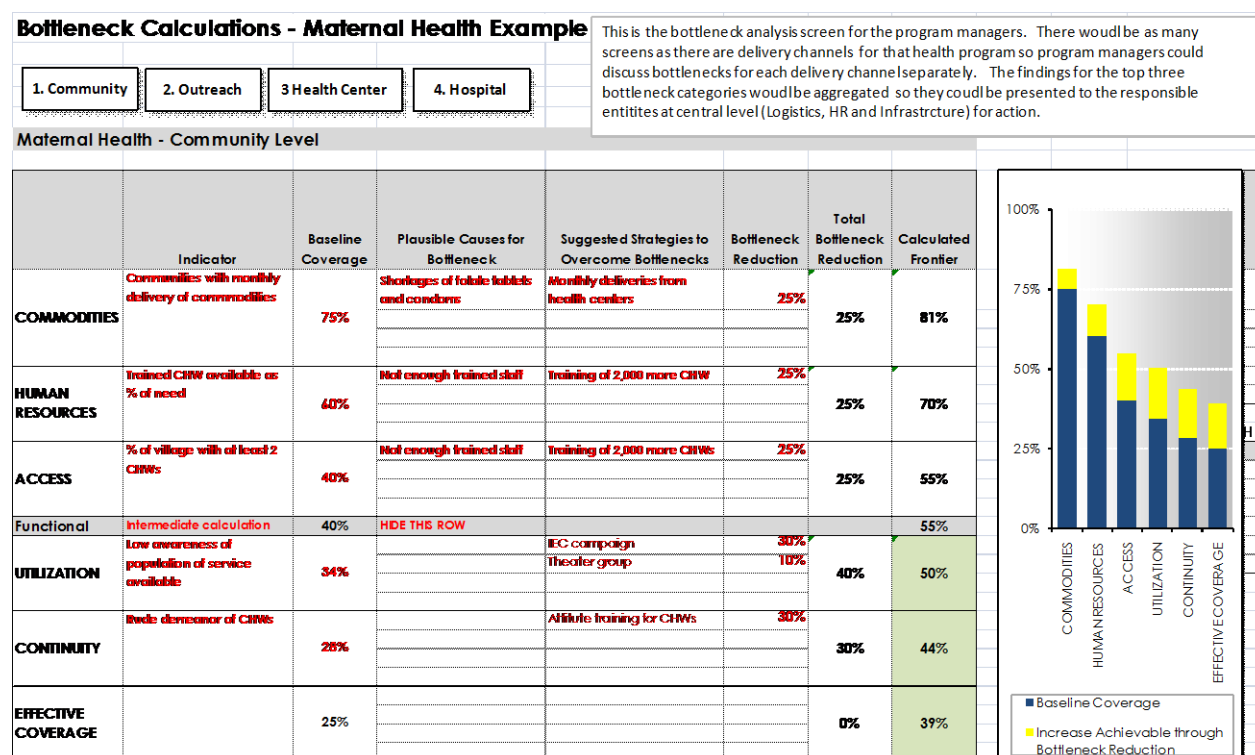 Bottleneck Calculations - Maternal Health Example
This is the bottleneck analysis screen for the program managers. There woudl be as many
screens as there are delivery channels for that health program so program managers could
discuss bottlenecks for each delivery channel separately. The findings for the top three
bottleneck categories woudl be aggregated so they coudl be presented to the responsible
entitites at central level (Logistics, HR and Infrastrcture) for action.
1. Community
2. Outreach
3 Health Center
4. Hospital
Maternal Health - Community Level
Indicator
Baseline
Coverage
Plausible Causes for
Bottleneck
Suggested Strategies to
Overcome Bottlenecks
Bottleneck
Reduction
Total
Bottleneck
Reduction
Calculated
Frontier
COMMODITIES
Communities with monthly
delivery of commmodities
75%
Shortages of folate tablets
and condoms
Monthly deliveries from
health centers
25%
25%
81%
HUMAN
RESOURCES
Trained CHW available as
% of need
60%
Not enough trained staff
Training of 2,000 more CHW
25%
25%
70%
ACCESS
% of village with at least 2
CHWs
40%
Not enough trained staff
Training of 2,000 more CHWs
25%
25%
55%
Functional
Intermediate calculation
40%
HIDE THIS ROW
55%
UTILIZATION
Low awareness of
population of service
available
34%
IEC campaign
30%
Theater group
10%
40%
50%
CONTINUITY
Rude demeanor of CHWs
28%
Attitute training for CHWs
30%
30%
44%
EFFECTIVE
COVERAGE
25%
0%
39%
100%
75%
50%
25%
0%
COMMODITIES
HUMAN RESOURCES
ACCESS
UTILIZATION
CONTINUITY
EFFECTIVE COVERAGE
Baseline Coverage
Increase Achievable through
Bottleneck Reduction
H